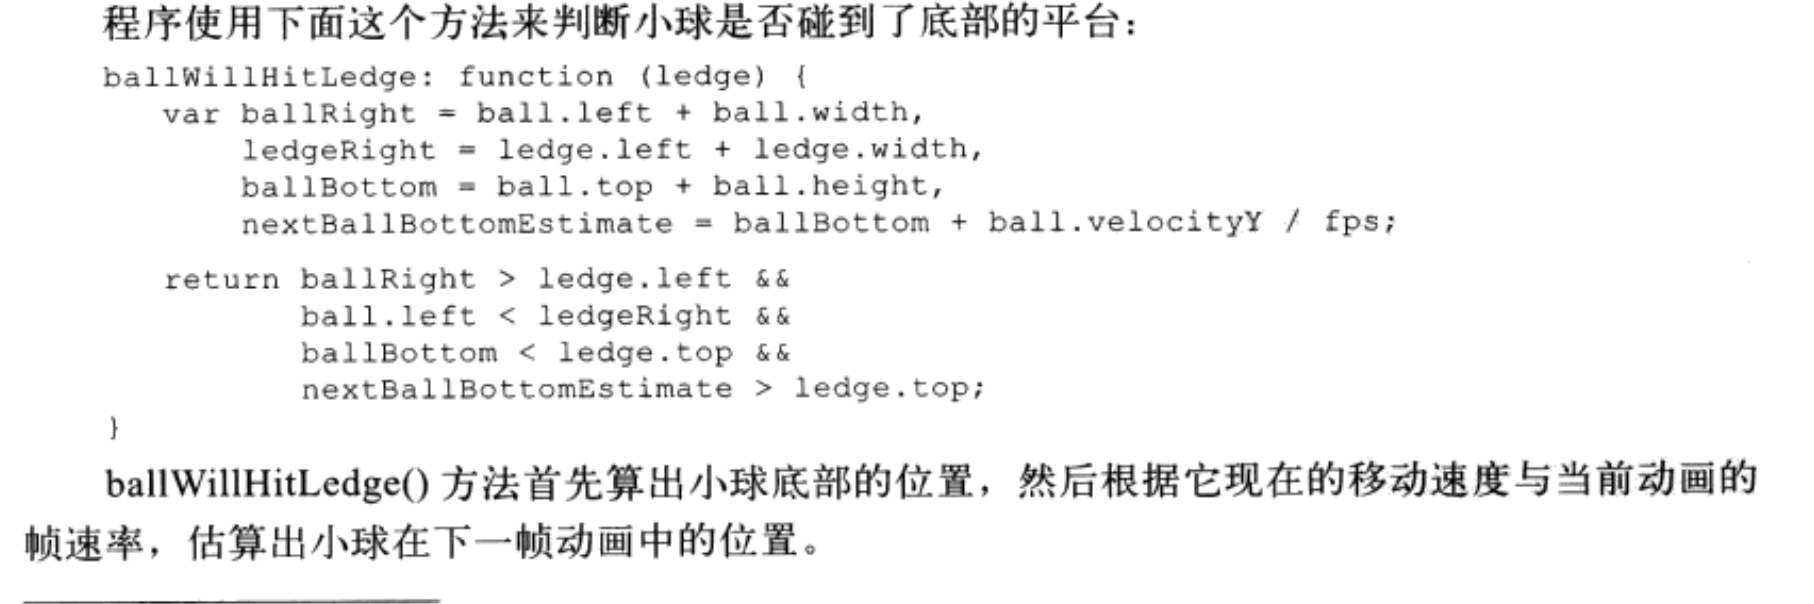 程序使用下面这个方法来判断小球是否碰到了底部的平台：
ballWillHitLedge: function (ledge) {
var ballRight = ball.left + ball.width,
ledgeRight = ledge.left + ledge.width,
ballBottom = ball.top + ball.height,
nextBallBottomEstimate = ballBottom + ball.velocityY / fps;
return ballRight > ledge.left &&
ball.left < ledgeRight &&
ballBottom < ledge.top &&
nextBallBottomEstimate > ledge.top;
}
ballWillHitLedge() 方法首先算出小球底部的位置，然后根据它现在的移动速度与当前动画的
帧速率，估算出小球在下一帧动画中的位置。